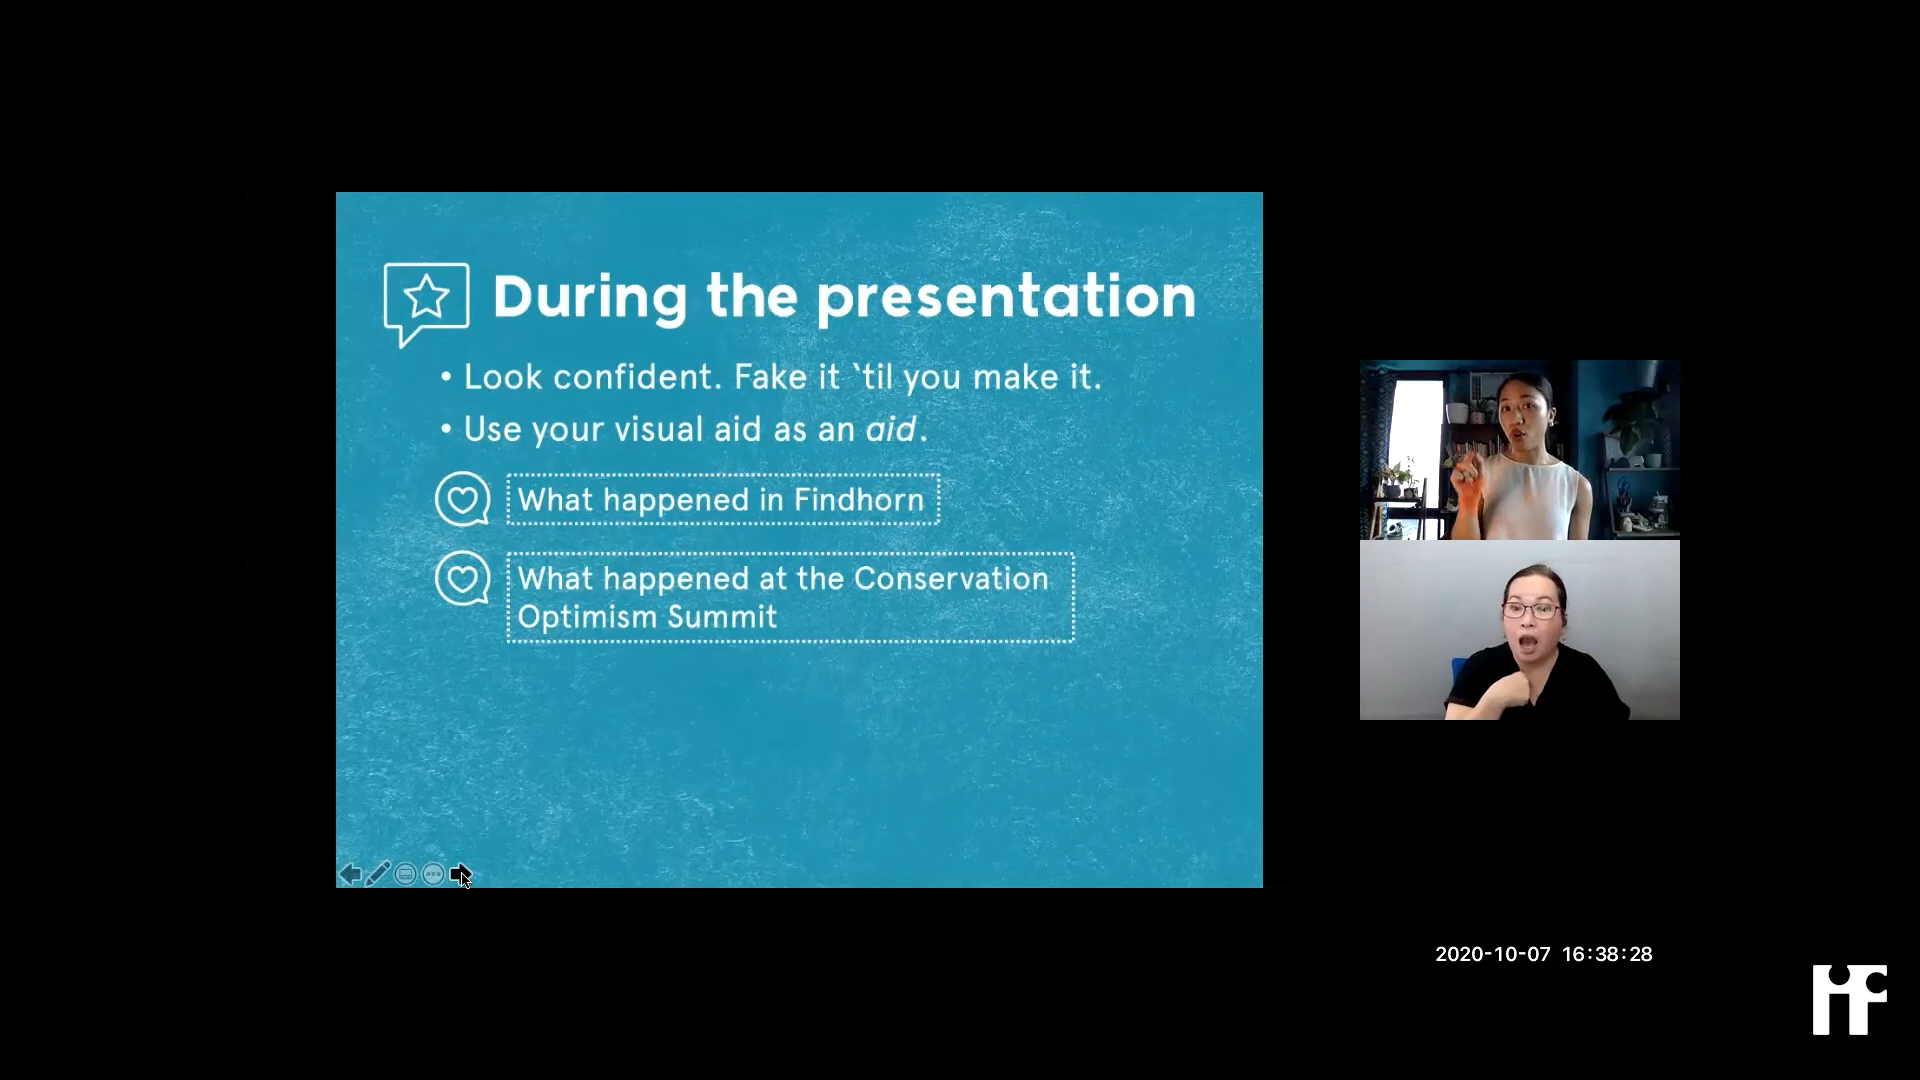 During the presentation
• Look confident. Fake it ‛til you make it.
• Use your visual aid as an aid.
What happened in Findhorn
What happened at the Conservation
Optimism Summit
2020-10-07 16:38:28